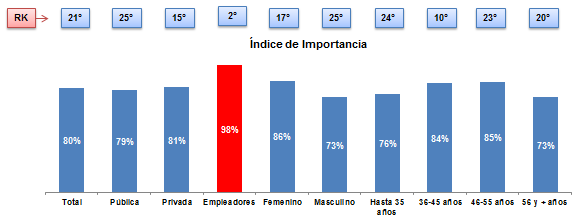 RK 21° 25° 15° 2° 17° 25° 24° 10° 23° 20°
Índice de Importancia
80% 79% 81% 98% 86% 73% 76% 84% 85% 73%
Total Pública Privada Empleadores Femenino Masculino Hasta 35 años 36-45 años 46-55 años 56 y + años